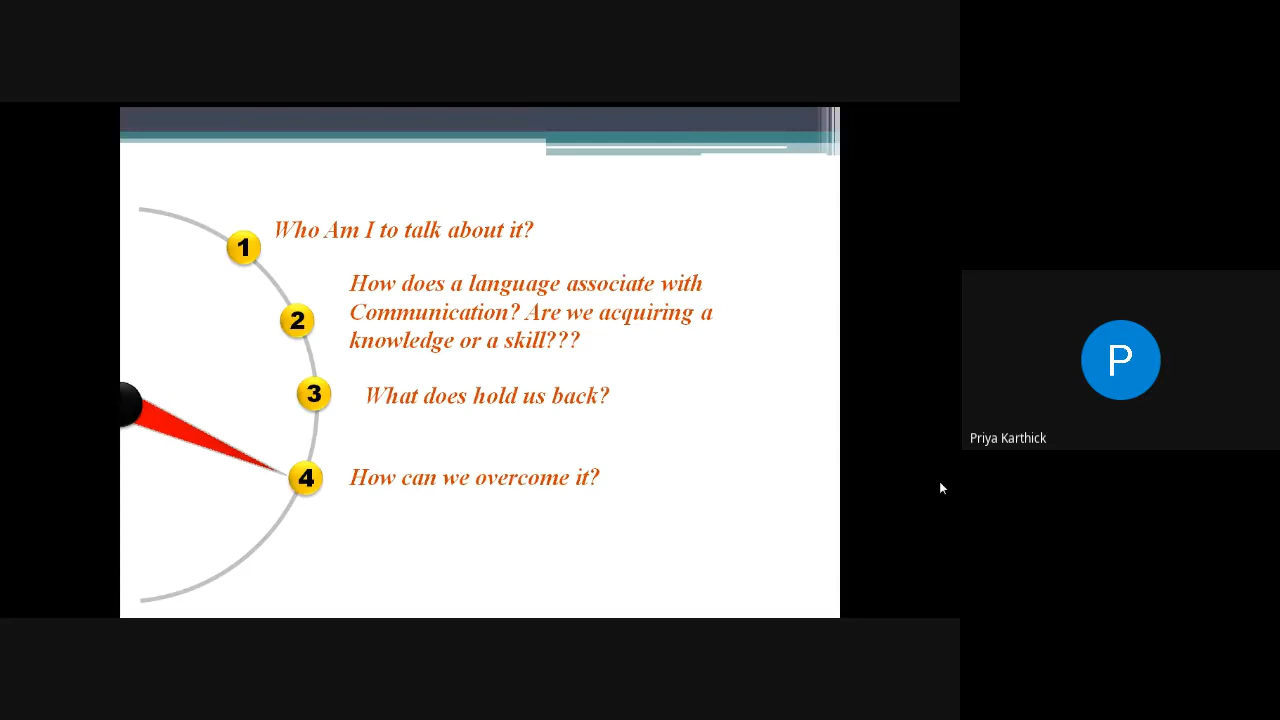 1
Who Am I to talk about it?
2
How does a language associate with
Communication? Are we acquiring a
knowledge or a skill???
3
What does hold us back?
4
How can we overcome it?
P
Priya Karthick